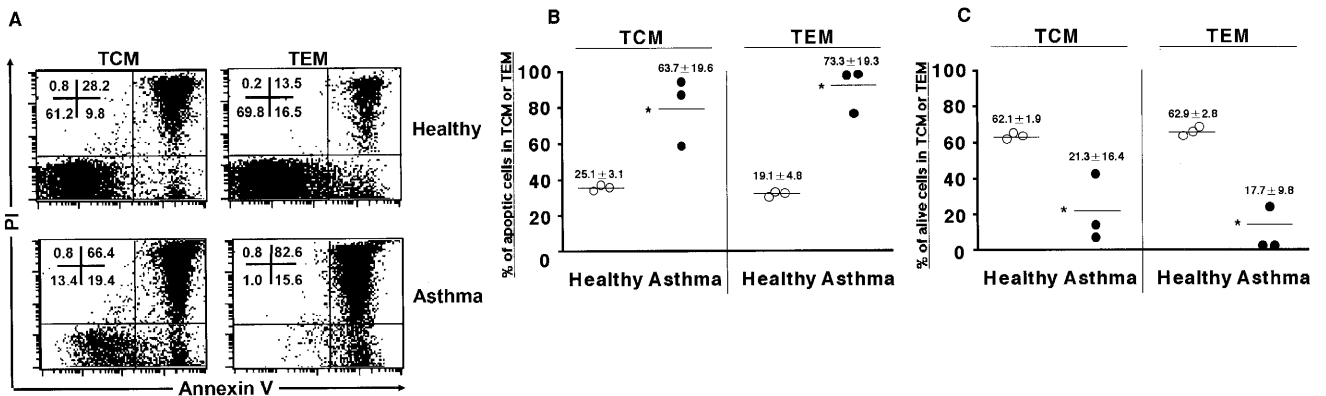 A
TCM TEM
0.8 28.2
61.2 9.8
0.2 13.5
69.8 16.5
Healthy
0.8 66.4
13.4 19.4
0.8 82.6
1.0 15.6
Asthma
PI
Annexin V
B
TCM TEM
% of apoptic cells in TCM or TEM
100
80
60
40
20
0
25.1±3.1
63.7±19.6
*
19.1±4.8
73.3±19.3
*
Healthy Asthma Healthy Asthma
C
TCM TEM
% of alive cells in TCM or TEM
100
80
60
40
20
0
62.1±1.9
21.3±16.4
*
62.9±2.8
17.7±9.8
*
Healthy Asthma Healthy Asthma